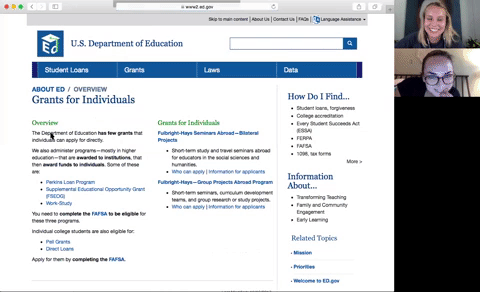 www2.ed.gov
Skip to main content | About Us | Contact Us | FAQs | Language Assistance
ED
U.S. Department of Education
Student Loans Grants Laws Data
ABOUT ED / OVERVIEW
Grants for Individuals
Overview
The Department of Education has few grants that
individuals can apply for directly.
We also administer programs—mostly in higher
education—that are awarded to institutions, that
then award funds to individuals. Some of these
are:
Perkins Loan Program
Supplemental Educational Opportunity Grant
(FSEOG)
Work-Study
You need to complete the FAFSA to be eligible for
these three programs.
Individual college students are also eligible for:
Pell Grants
Direct Loans
Apply for them by completing the FAFSA.
Grants for Individuals
Fulbright-Hays Seminars Abroad—Bilateral
Projects
Short-term study and travel seminars abroad
for educators in the social sciences and
humanities.
Who can apply | Information for applicants
Fulbright-Hays—Group Projects Abroad Program
Short-term seminars, curriculum development
teams, and group research or study projects.
Who can apply | Information for applicants
How Do I Find...
Student loans, forgiveness
College accreditation
Every Student Succeeds Act
(ESSA)
FERPA
FAFSA
1098, tax forms
More >
Information
About...
Transforming Teaching
Family and Community
Engagement
Early Learning
Related Topics
Mission
Priorities
Welcome to ED.gov